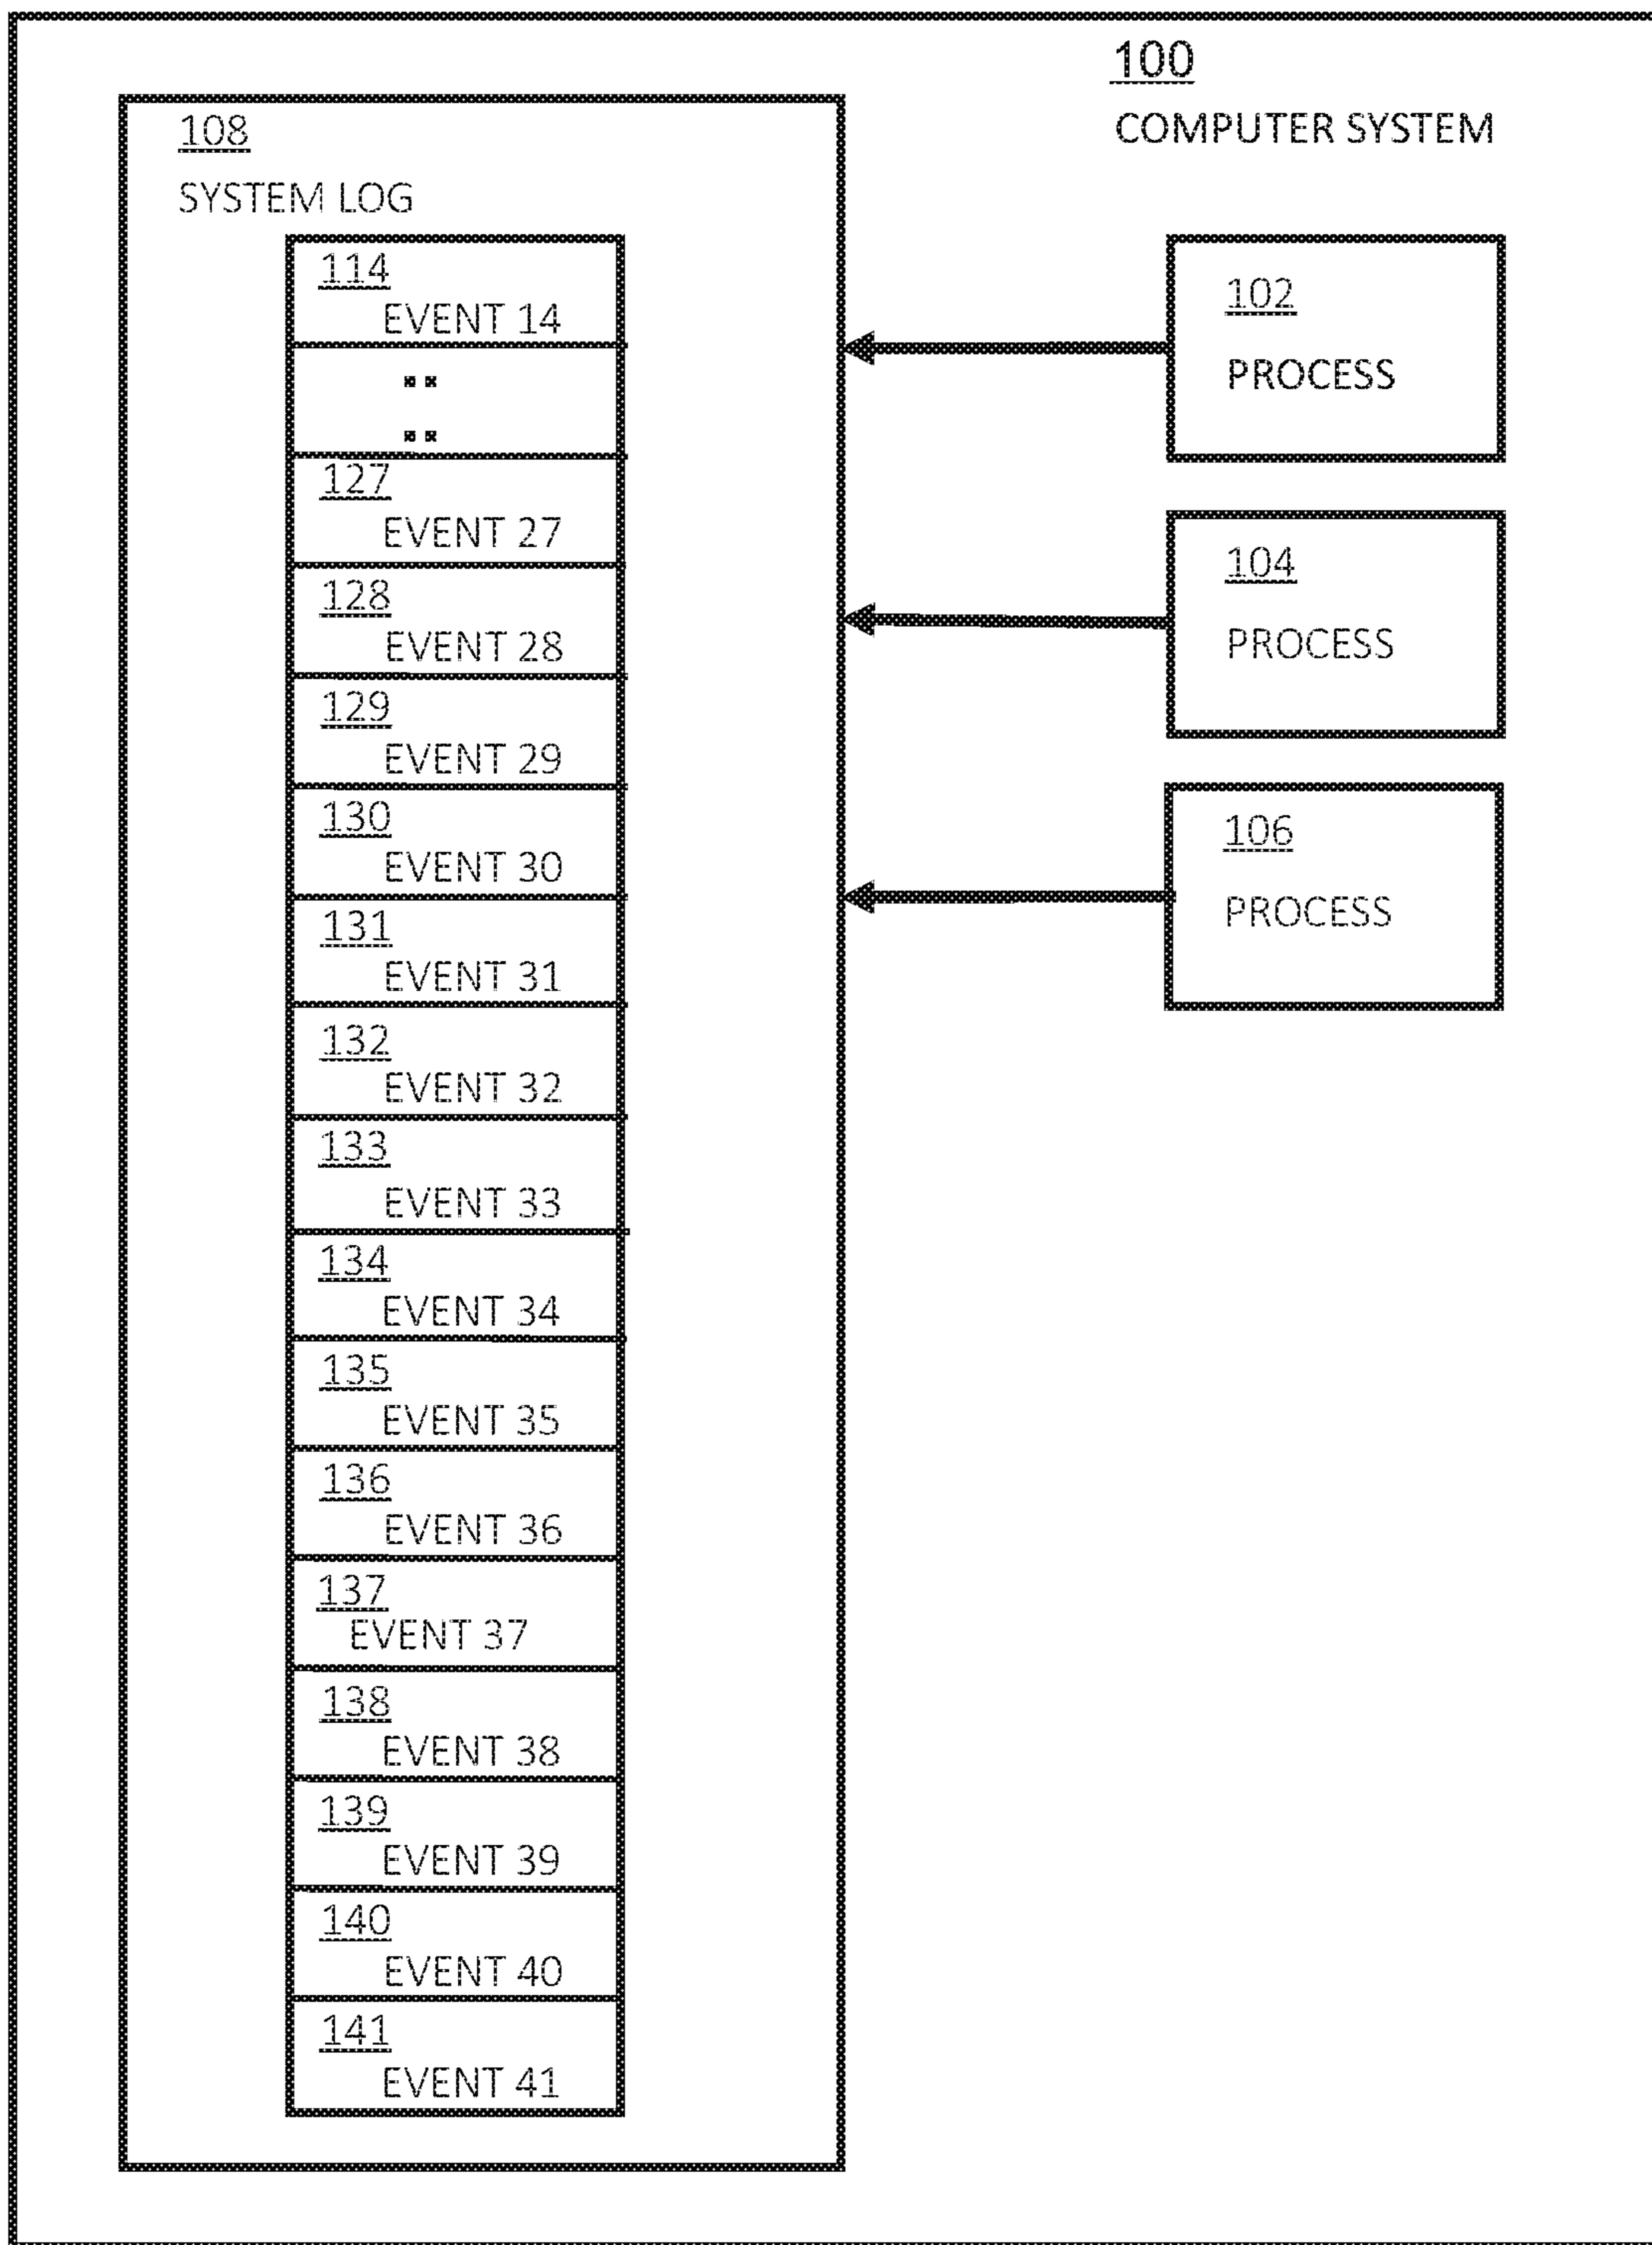 100
COMPUTER SYSTEM
108
SYSTEM LOG
114
EVENT 14
..
..
127
EVENT 27
128
EVENT 28
129
EVENT 29
130
EVENT 30
131
EVENT 31
132
EVENT 32
133
EVENT 33
134
EVENT 34
135
EVENT 35
136
EVENT 36
137
EVENT 37
138
EVENT 38
139
EVENT 39
140
EVENT 40
141
EVENT 41
102
PROCESS
104
PROCESS
106
PROCESS